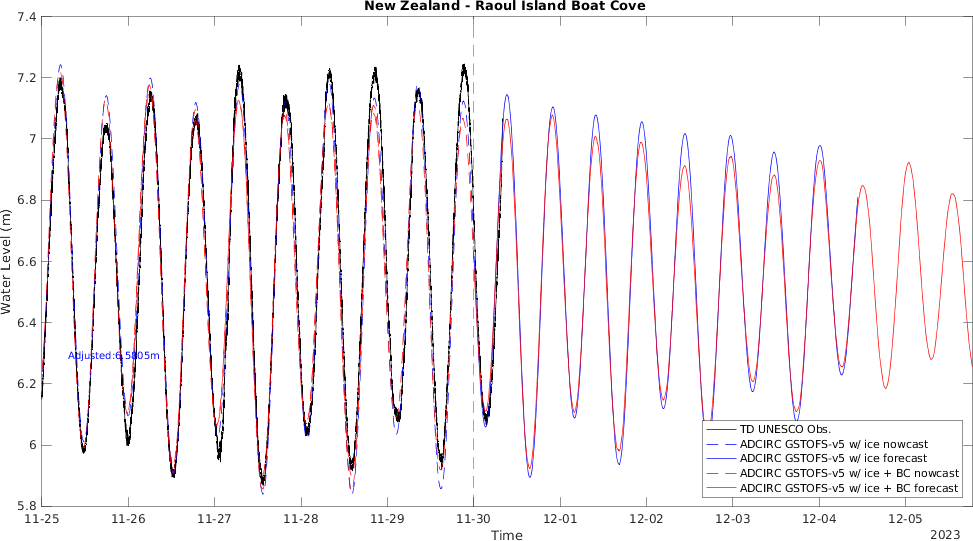 New Zealand - Raoul Island Boat Cove
7.4
7.2
7
6.8
6.6
6.4
6.2
6
5.8
Water Level (m)
TD UNESCO Obs.
ADCIRC GSTOFS-v5 w/ ice nowcast
ADCIRC GSTOFS-v5 w/ ice forecast
ADCIRC GSTOFS-v5 w/ ice + BC nowcast
ADCIRC GSTOFS-v5 w/ ice + BC forecast
11-25 11-26 11-27 11-28 11-29 11-30 12-01 12-02 12-03 12-04 12-05
Time
2023